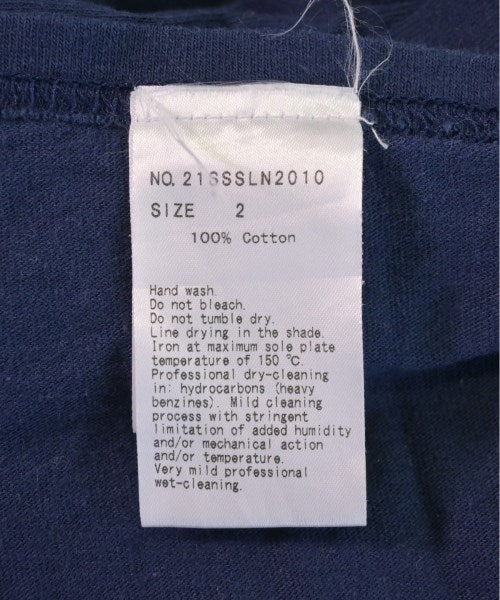 NO. 21SSSLN2010
SIZE 2
100% Cotton
Hand wash.
Do not bleach.
Do not tumble dry.
Line drying in the shade.
Iron at maximum sole plate
temperature of 150 ℃
Professional dry-cleaning
in: hydrocarbons (heavy
benzines). Mild cleaning
process with stringent
limitation of added humidity
and/or mechanical action
and/or temperature.
Very mild professional
wet-cleaning.